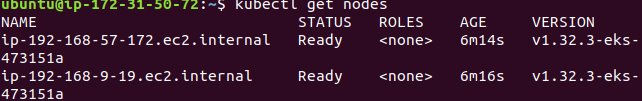 ubuntu@ip-172-31-50-72:~$ kubectl get nodes
NAME STATUS ROLES AGE VERSION
ip-192-168-57-172.ec2.internal Ready <none> 6m14s v1.32.3-eks-
473151a
ip-192-168-9-19.ec2.internal Ready <none> 6m16s v1.32.3-eks-
473151a